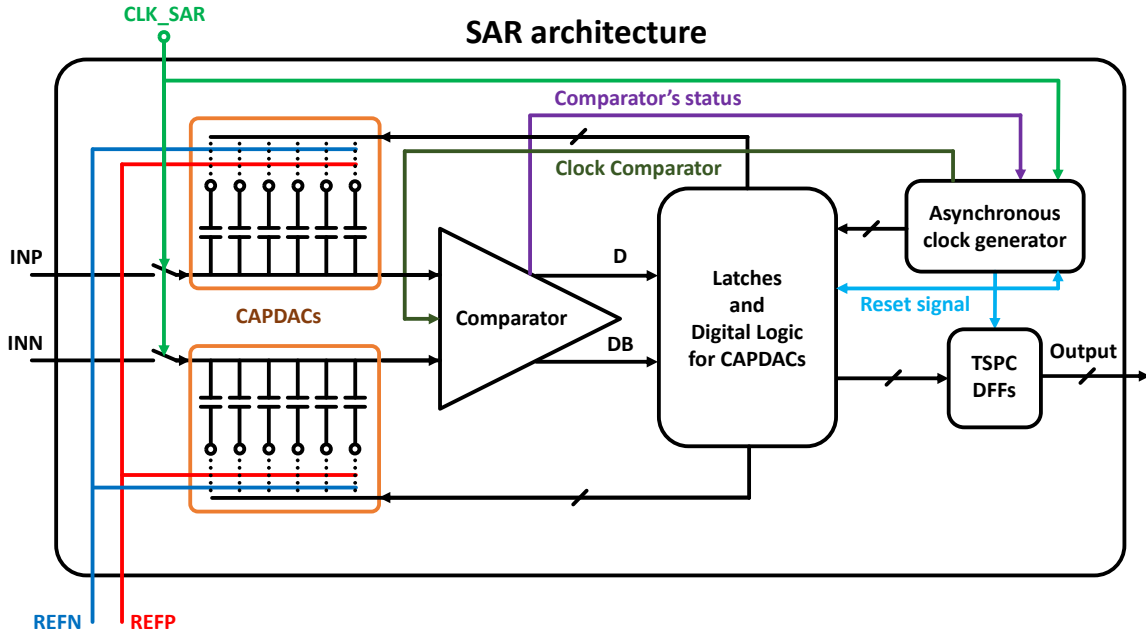 CLK_SAR
SAR architecture
Comparator's status
Clock Comparator
Asynchronous
clock generator
INP
D
Latches
and
Digital Logic
for CAPDACs
Reset signal
CAPDACs
Comparator
INN
DB
TSPC
DFFs
Output
REFN
REFP